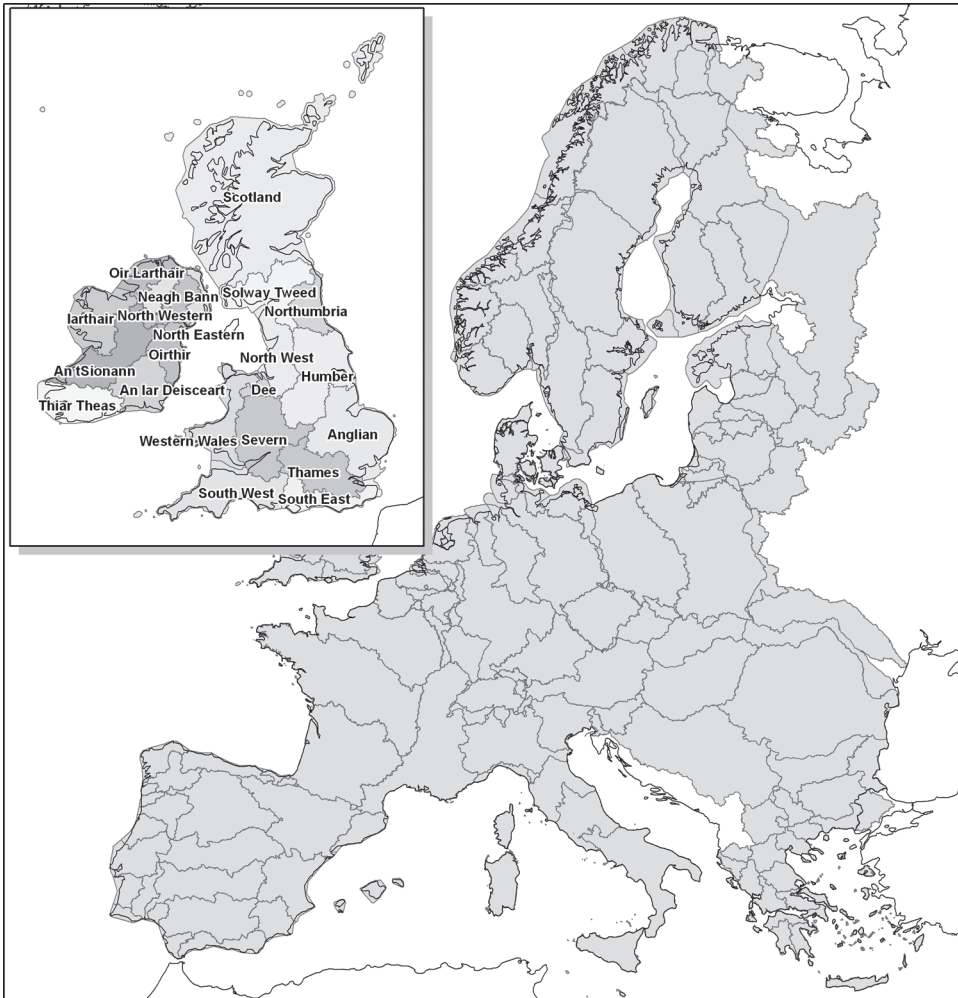 Scotland
Oir Larthair
Neagh Bann
Solway Tweed
Iarthair
North Western
Northumbria
North Eastern
Oirthir
North West
An tSionann
Humber
An Iar Deisceart
Dee
Thiar Theas
Anglian
Western Wales
Severn
Thames
South West
South East